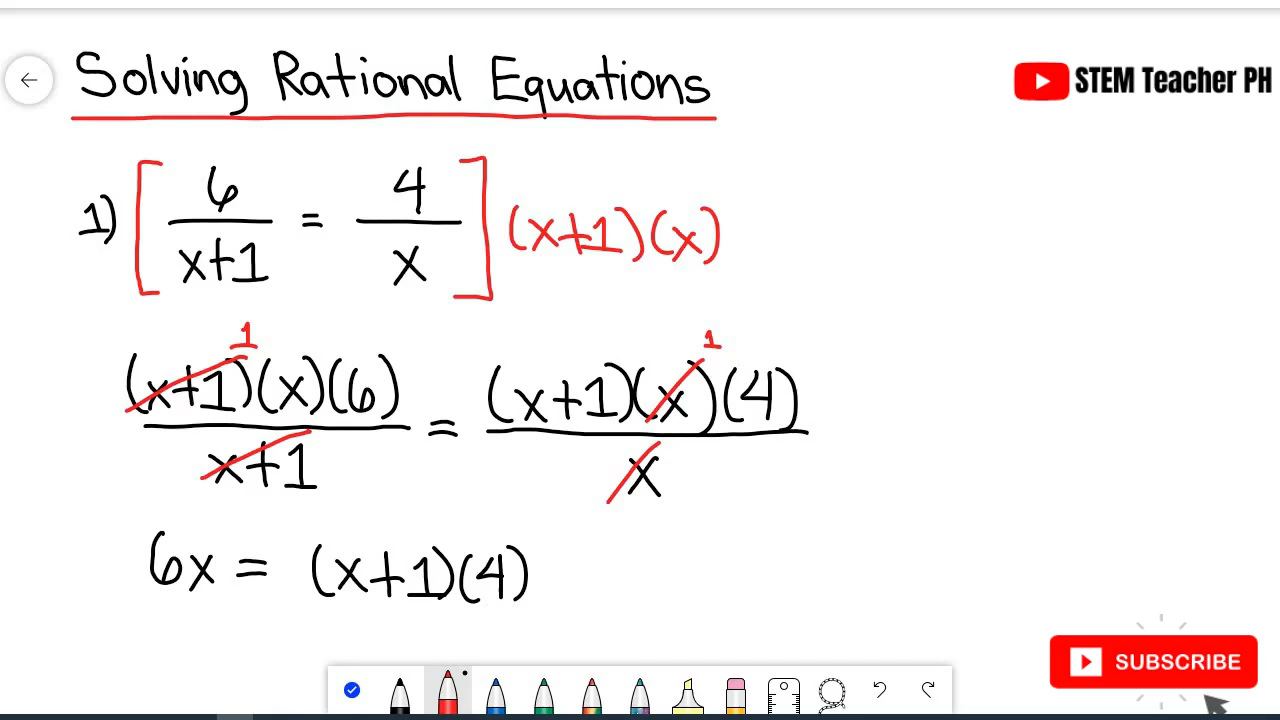 Solving Rational Equations
STEM Teacher PH
1) [ 6/(x+1) = 4/x ] (x+1)(x)
1 1
(x+1)(x)(6)/(x+1) = (x+1)(x)(4)/x
6x = (x+1)(4)
SUBSCRIBE